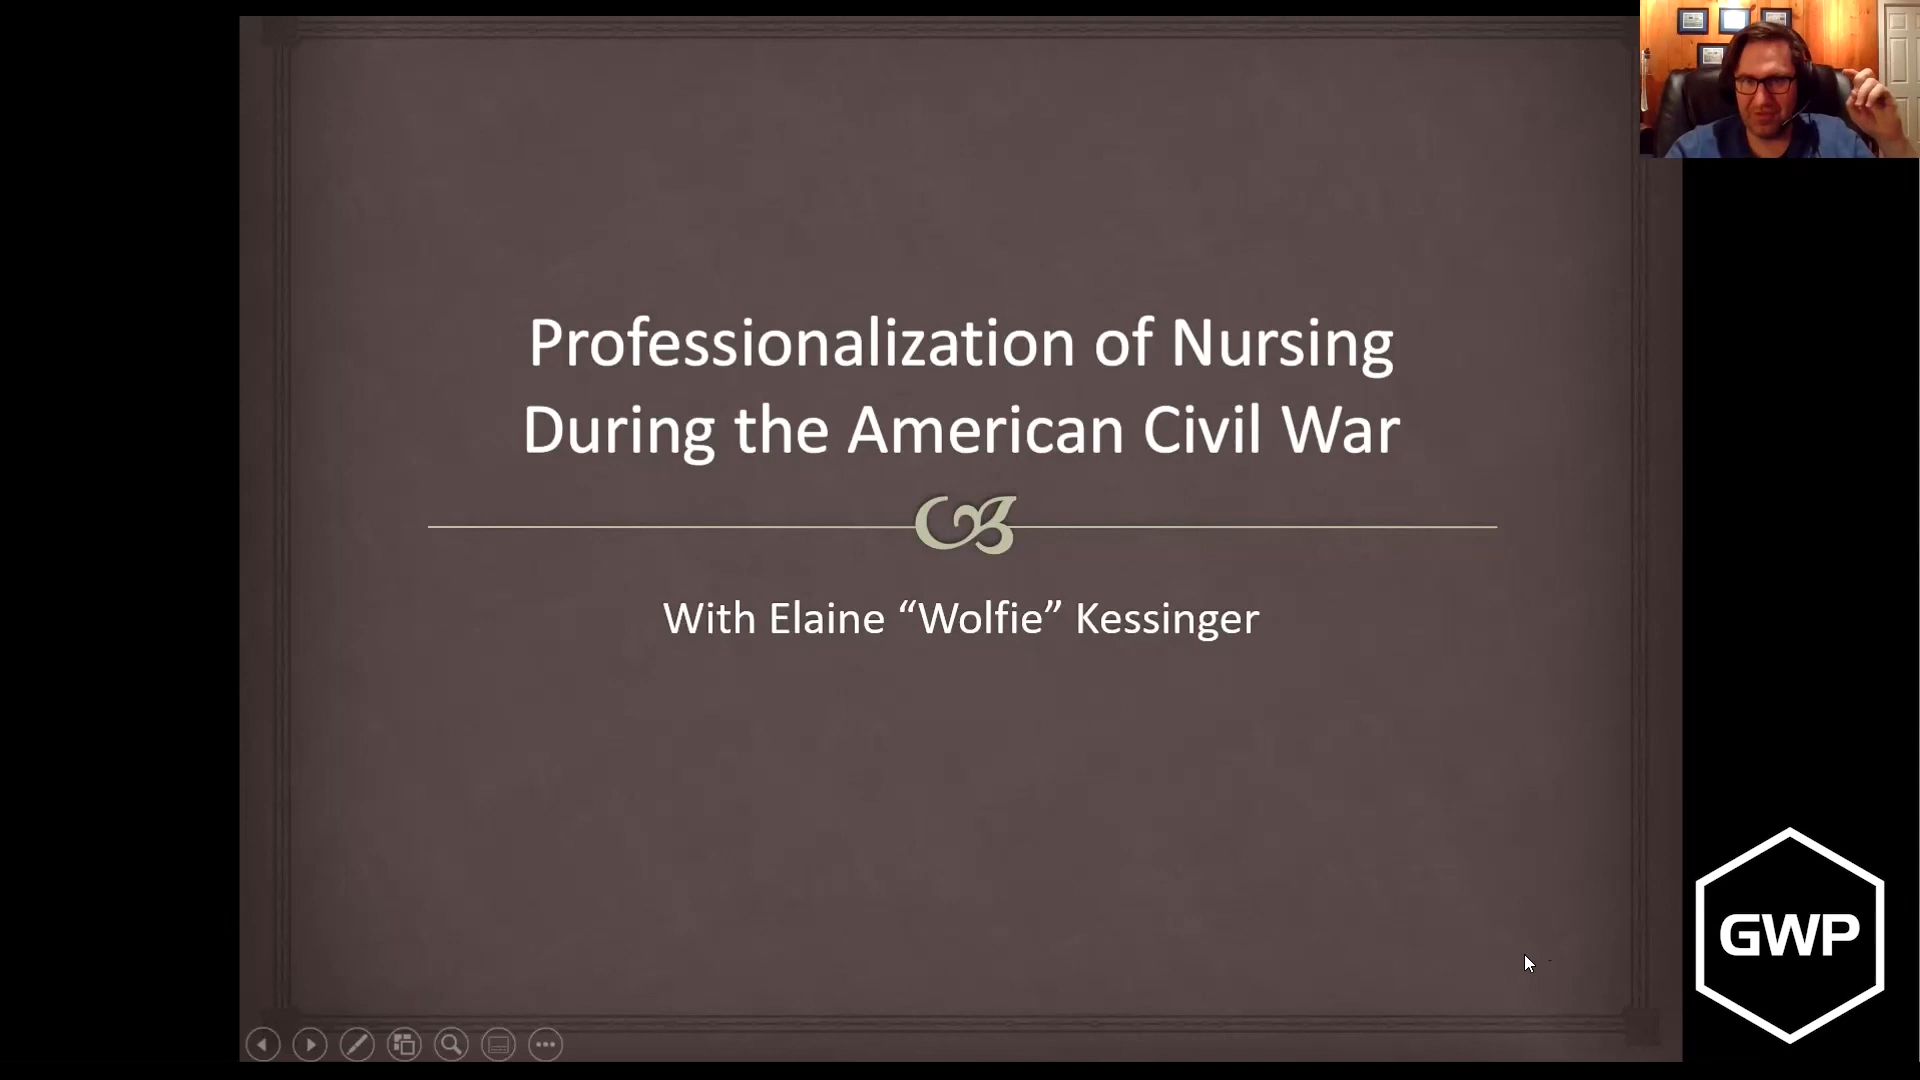 Professionalization of Nursing
During the American Civil War
With Elaine “Wolfie” Kessinger
GWP